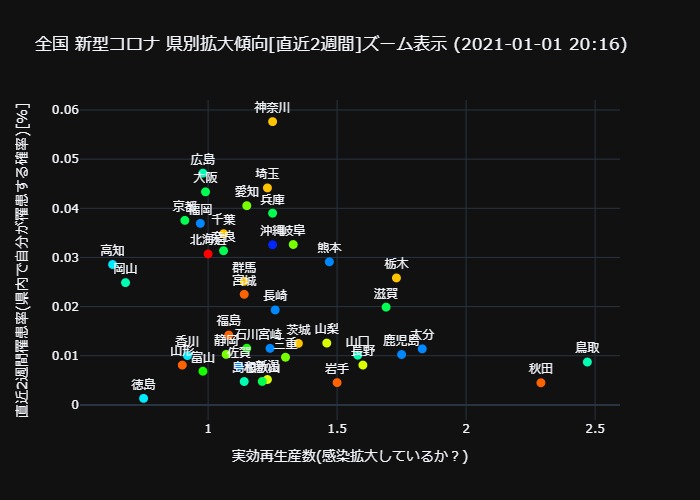 全国 新型コロナ 県別拡大傾向[直近2週間]ズーム表示 (2021-01-01 20:16)
直近2週間罹患率(県内で自分が罹患する確率)[%]
0.06
0.05
0.04
0.03
0.02
0.01
0
神奈川
広島
大阪
埼玉
愛知
兵庫
京都
福岡
千葉
奈良
北海道
沖縄
岐阜
熊本
高知
岡山
群馬
宮城
栃木
滋賀
長崎
福島
香川
山形
富山
静岡
石川
佐賀
宮崎
三重
茨城
山梨
山口
長野
鹿児島
大分
鳥取
島根
新潟
岩手
秋田
徳島
1
1.5
2
2.5
実効再生産数(感染拡大しているか？)